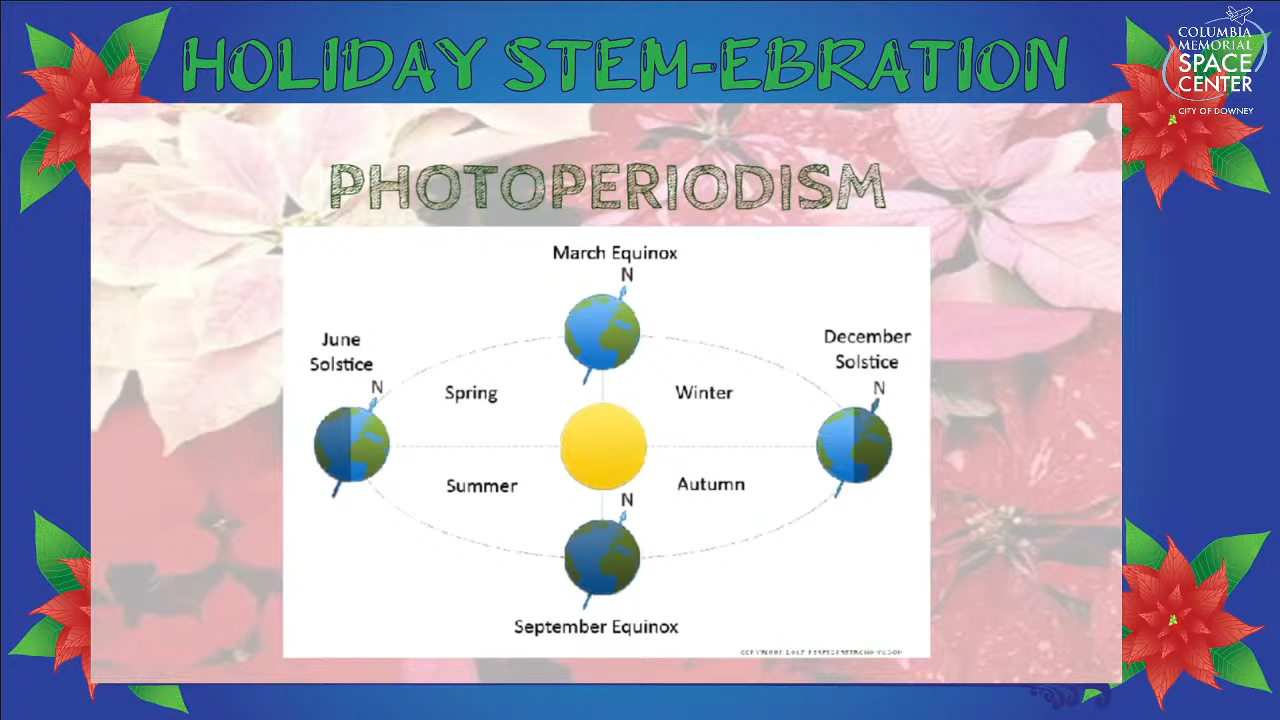 HOLIDAY STEM-EBRATION
COLUMBIA
MEMORIAL
SPACE
CENTER
CITY OF DOWNEY
PHOTOPERIODISM
March Equinox
N
June
Solstice
N
December
Solstice
N
Spring
Winter
Summer
Autumn
N
September Equinox